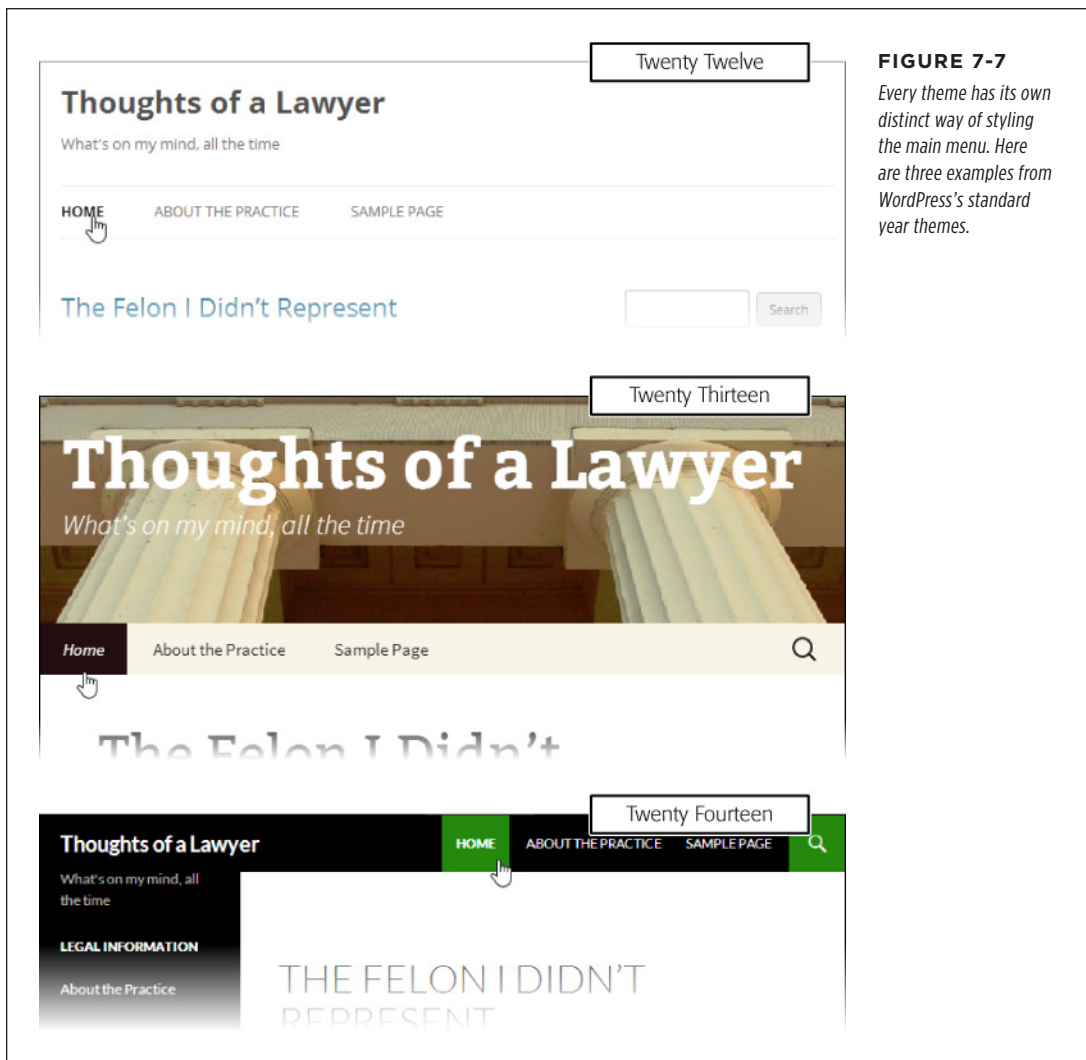 Twenty Twelve
Thoughts of a Lawyer
What's on my mind, all the time
HOME ABOUT THE PRACTICE SAMPLE PAGE
The Felon I Didn't Represent
Search
FIGURE 7-7
Every theme has its own
distinct way of styling
the main menu. Here
are three examples from
WordPress's standard
year themes.
Twenty Thirteen
Thoughts of a Lawyer
What's on my mind, all the time
Home About the Practice Sample Page
The Felon I Didn't
Twenty Fourteen
Thoughts of a Lawyer
HOME ABOUT THE PRACTICE SAMPLE PAGE
What's on my mind, all
the time
LEGAL INFORMATION
About the Practice
THE FELON I DIDN'T
REPRESENT